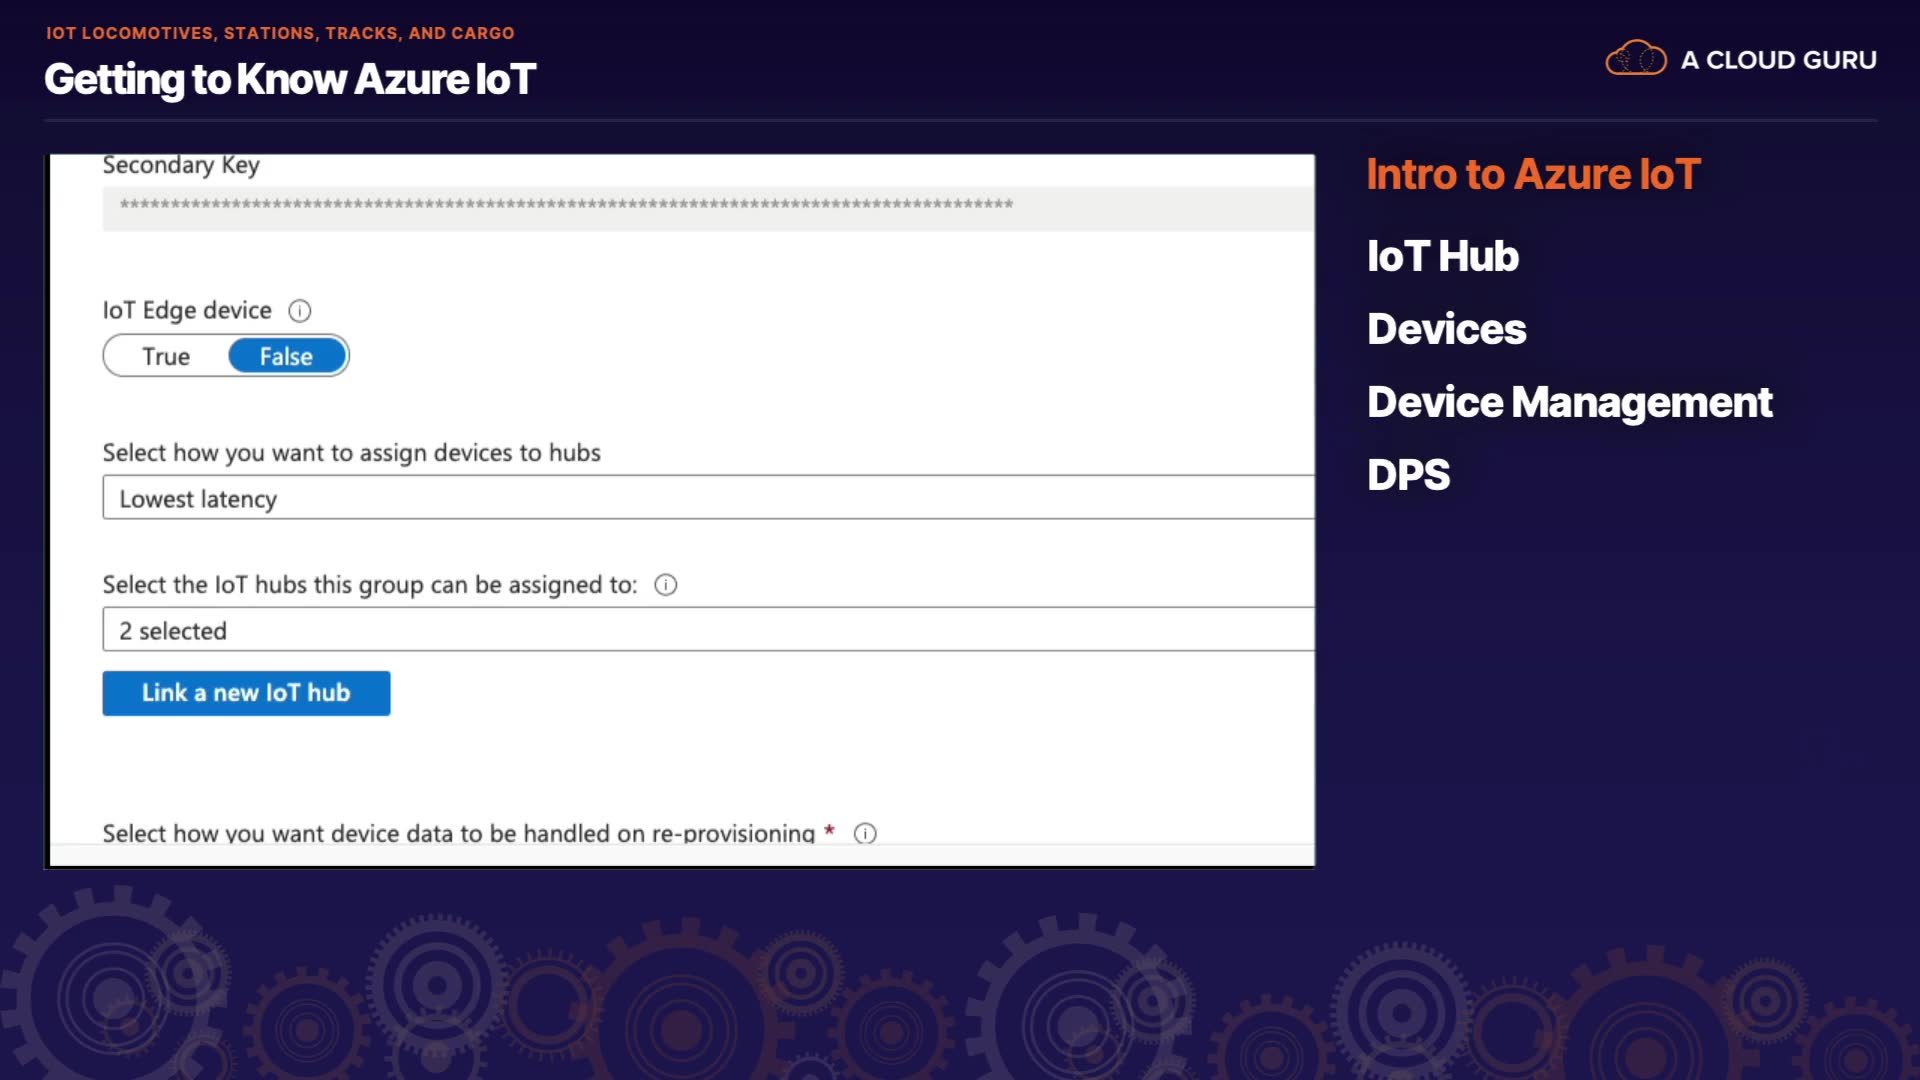 IOT LOCOMOTIVES, STATIONS, TRACKS, AND CARGO
Getting to Know Azure IoT
A CLOUD GURU
Secondary Key
****************************************************************************************
IoT Edge device
True False
Select how you want to assign devices to hubs
Lowest latency
Select the IoT hubs this group can be assigned to:
2 selected
Link a new IoT hub
Select how you want device data to be handled on re-provisioning *
Intro to Azure IoT
IoT Hub
Devices
Device Management
DPS